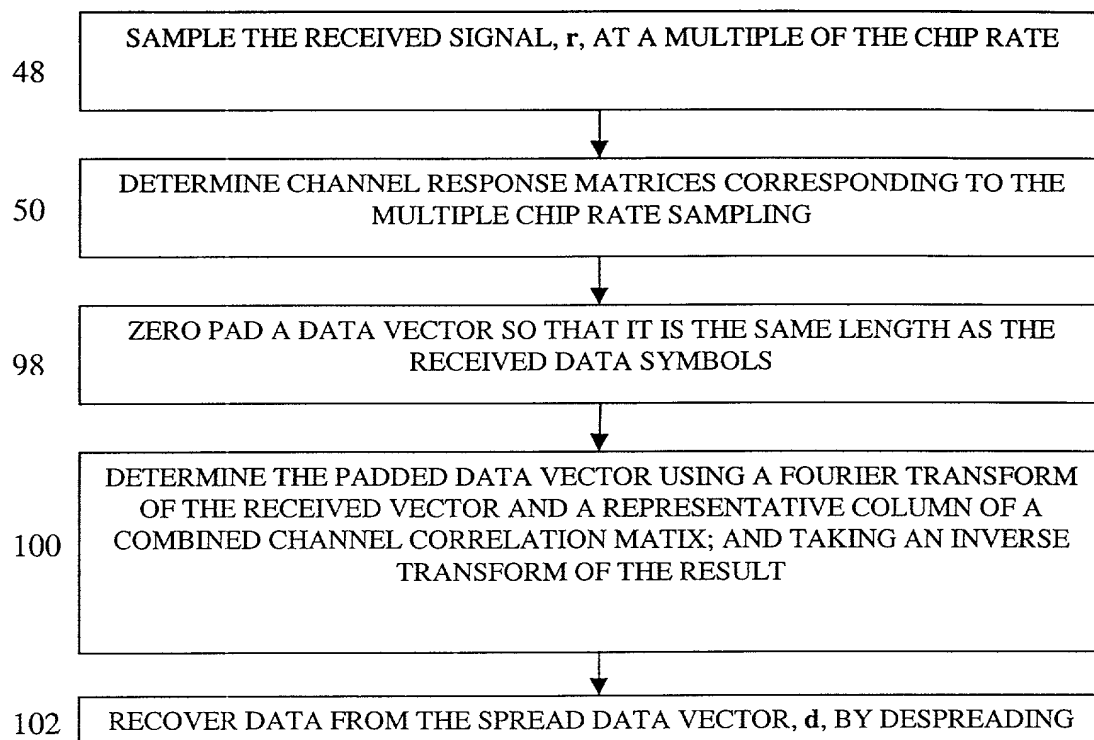 SAMPLE THE RECEIVED SIGNAL, r, AT A MULTIPLE OF THE CHIP RATE
48
DETERMINE CHANNEL RESPONSE MATRICES CORRESPONDING TO THE
MULTIPLE CHIP RATE SAMPLING
50
ZERO PAD A DATA VECTOR SO THAT IT IS THE SAME LENGTH AS THE
RECEIVED DATA SYMBOLS
98
DETERMINE THE PADDED DATA VECTOR USING A FOURIER TRANSFORM
OF THE RECEIVED VECTOR AND A REPRESENTATIVE COLUMN OF A
COMBINED CHANNEL CORRELATION MATIX; AND TAKING AN INVERSE
TRANSFORM OF THE RESULT
100
RECOVER DATA FROM THE SPREAD DATA VECTOR, d, BY DESPREADING
102